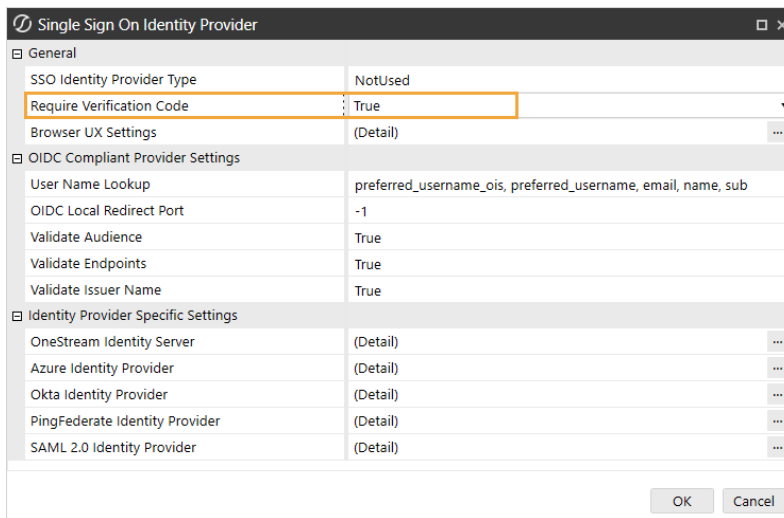 Single Sign On Identity Provider
General
SSO Identity Provider Type NotUsed
Require Verification Code True
Browser UX Settings (Detail) ...
OIDC Compliant Provider Settings
User Name Lookup preferred_username_ois, preferred_username, email, name, sub
OIDC Local Redirect Port -1
Validate Audience True
Validate Endpoints True
Validate Issuer Name True
Identity Provider Specific Settings
OneStream Identity Server (Detail) ...
Azure Identity Provider (Detail) ...
Okta Identity Provider (Detail) ...
PingFederate Identity Provider (Detail) ...
SAML 2.0 Identity Provider (Detail) ...
OK Cancel